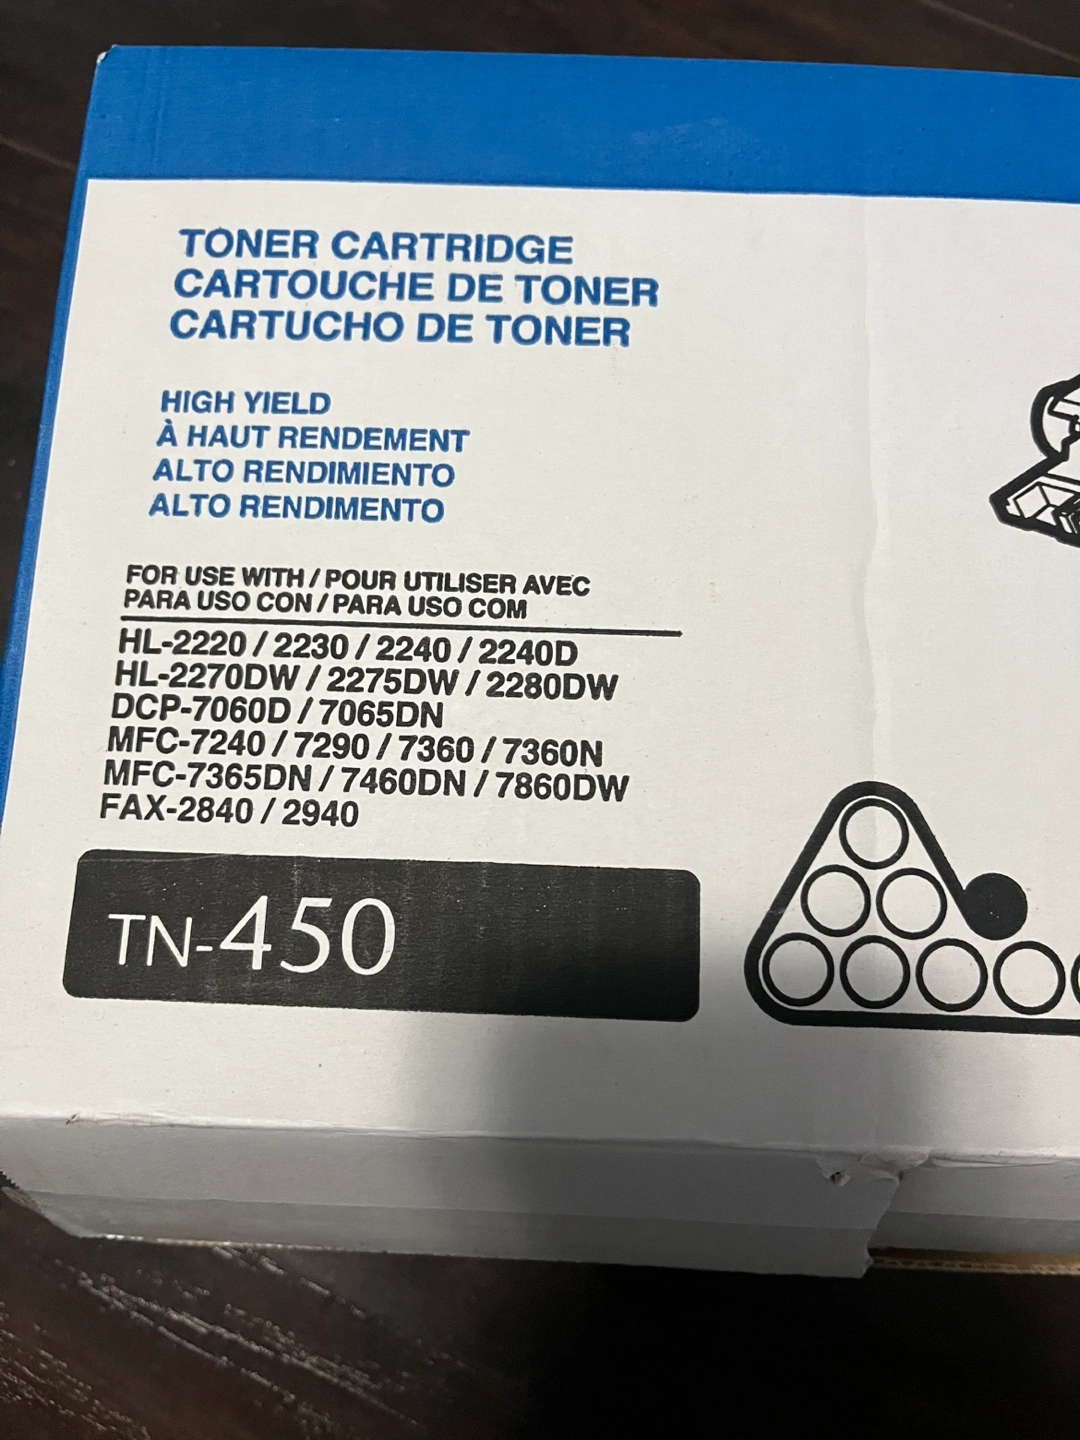 TONER CARTRIDGE
CARTOUCHE DE TONER
CARTUCHO DE TONER
HIGH YIELD
À HAUT RENDEMENT
ALTO RENDIMIENTO
ALTO RENDIMENTO
FOR USE WITH / POUR UTILISER AVEC
PARA USO CON / PARA USO COM
HL-2220 / 2230 / 2240 / 2240D
HL-2270DW / 2275DW / 2280DW
DCP-7060D / 7065DN
MFC-7240 / 7290 / 7360 / 7360N
MFC-7365DN / 7460DN / 7860DW
FAX-2840 / 2940
TN-450